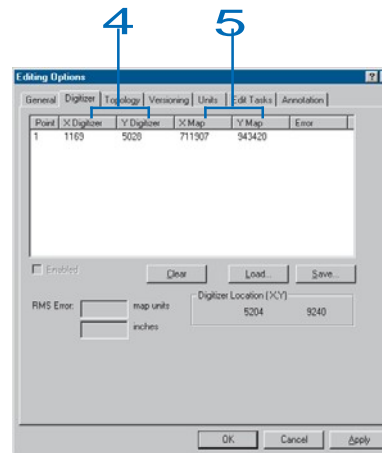 4 5
Editing Options ?
General Digitizer Topology Versioning Units Edit Tasks Annotation
Point X Digitizer Y Digitizer X Map Y Map Error
1 1169 5028 711907 943420
Enabled Clear Load... Save...
Digitizer Location (X,Y)
RMS Error: map units 5204 9240
inches
OK Cancel Apply